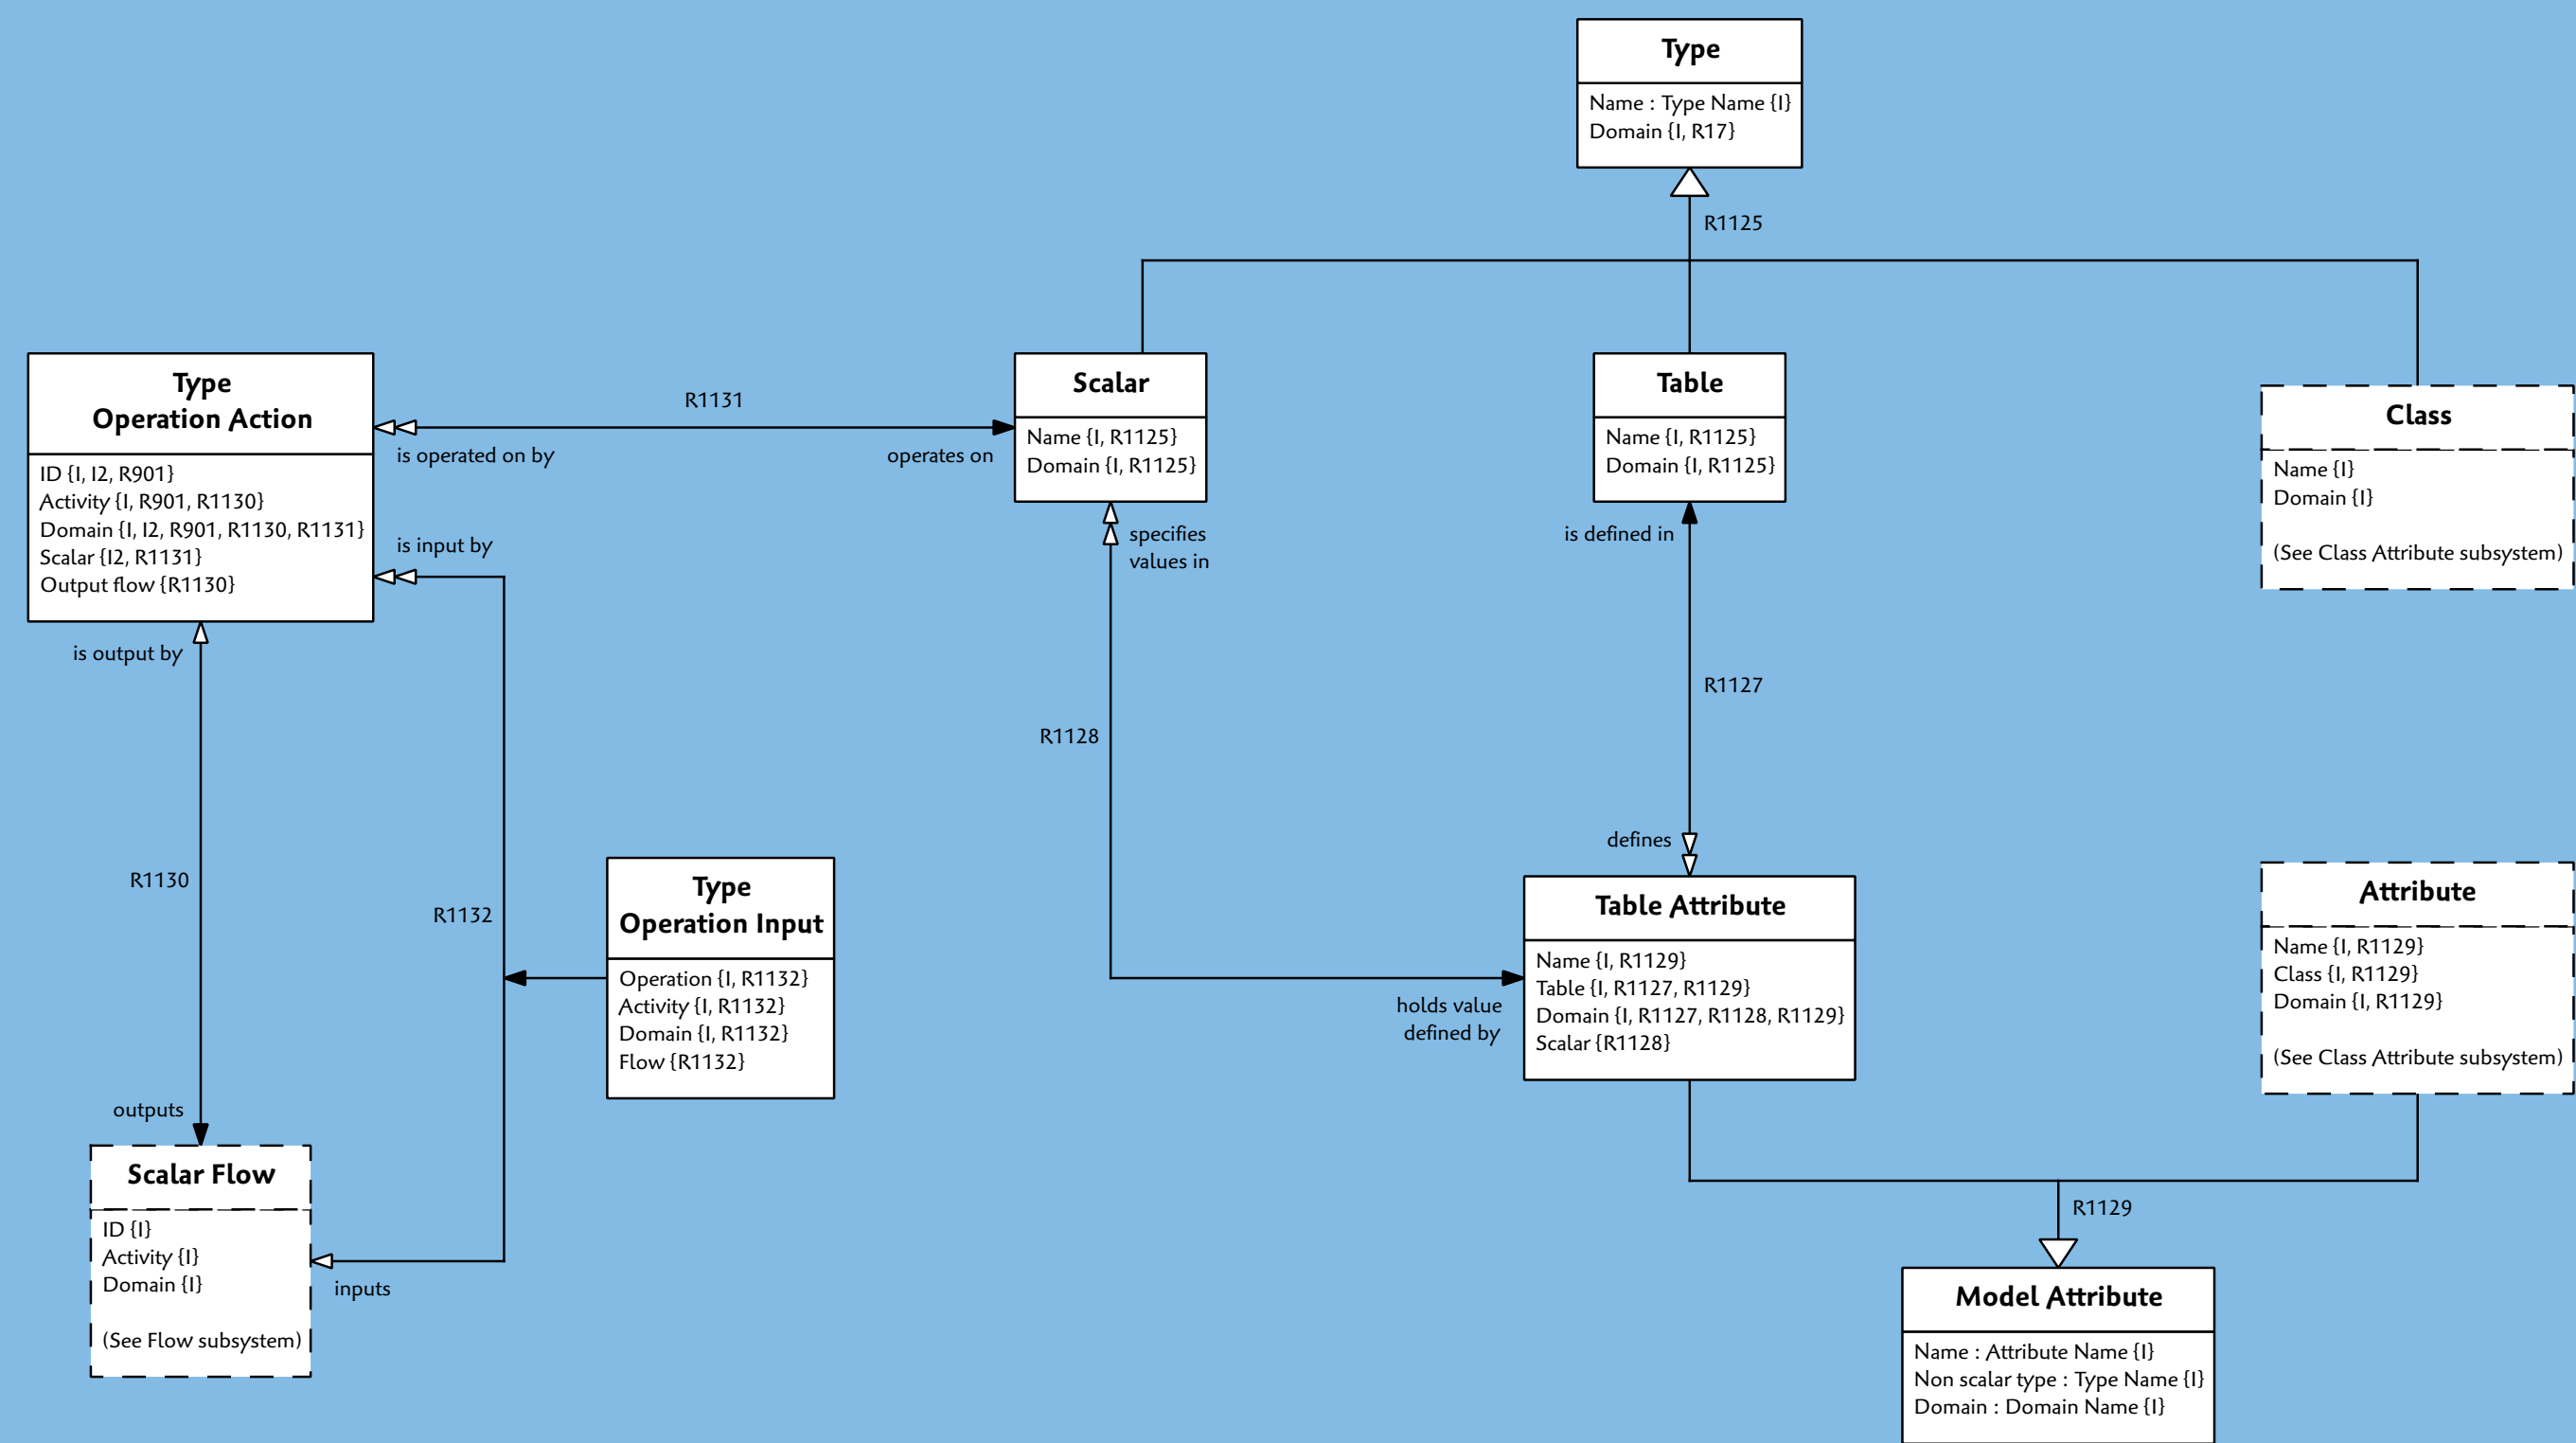 Type
Name : Type Name {I}
Domain {I, R17}
R1125
Type
Operation Action
ID {I, I2, R901}
Activity {I, R901, R1130}
Domain {I, I2, R901, R1130, R1131}
Scalar {I2, R1131}
Output flow {R1130}
R1131
is operated on by
operates on
is input by
Scalar
Name {I, R1125}
Domain {I, R1125}
Table
Name {I, R1125}
Domain {I, R1125}
Class
Name {I}
Domain {I}
(See Class Attribute subsystem)
specifies
values in
is defined in
is output by
R1127
R1128
defines
R1130
R1132
Type
Operation Input
Operation {I, R1132}
Activity {I, R1132}
Domain {I, R1132}
Flow {R1132}
holds value
defined by
Table Attribute
Name {I, R1129}
Table {I, R1127, R1129}
Domain {I, R1127, R1128, R1129}
Scalar {R1128}
Attribute
Name {I, R1129}
Class {I, R1129}
Domain {I, R1129}
(See Class Attribute subsystem)
outputs
Scalar Flow
ID {I}
Activity {I}
Domain {I}
(See Flow subsystem)
inputs
R1129
Model Attribute
Name : Attribute Name {I}
Non scalar type : Type Name {I}
Domain : Domain Name {I}